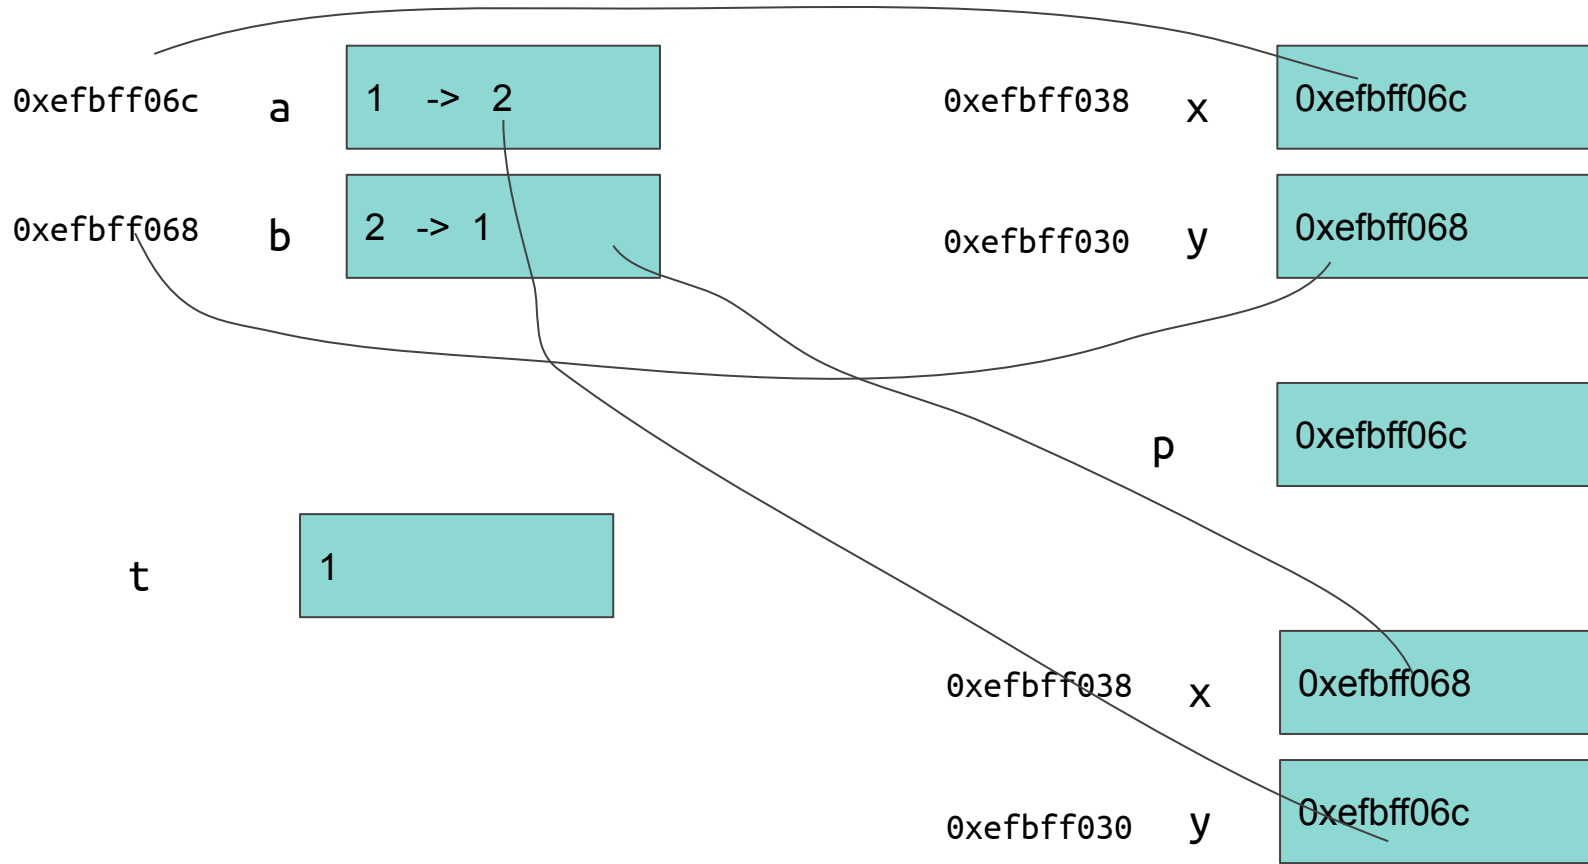 0xefbff06c a 1 -> 2 0xefbff038 x 0xefbff06c
0xefbff068 b 2 -> 1 0xefbff030 y 0xefbff068
p 0xefbff06c
t 1
0xefbff038 x 0xefbff068
0xefbff030 y 0xefbff06c